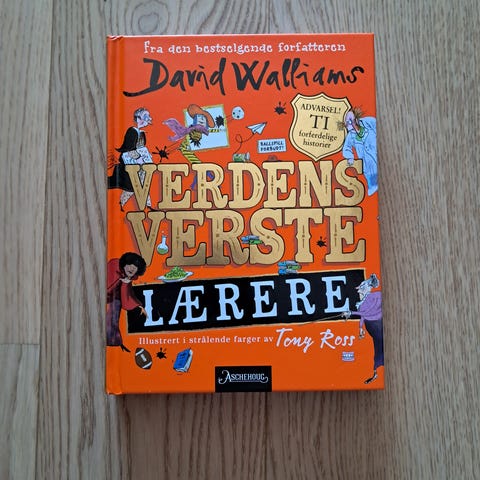 Fra den bestselgende forfatteren
David Walliams
ADVARSEL!
TI
forferdelige
historier
BALLSPILL
FORBUDT!
VERDENS
VERSTE
LÆRERE
Illustrert i strålende farger av Tony Ross
ASCHEHOUG